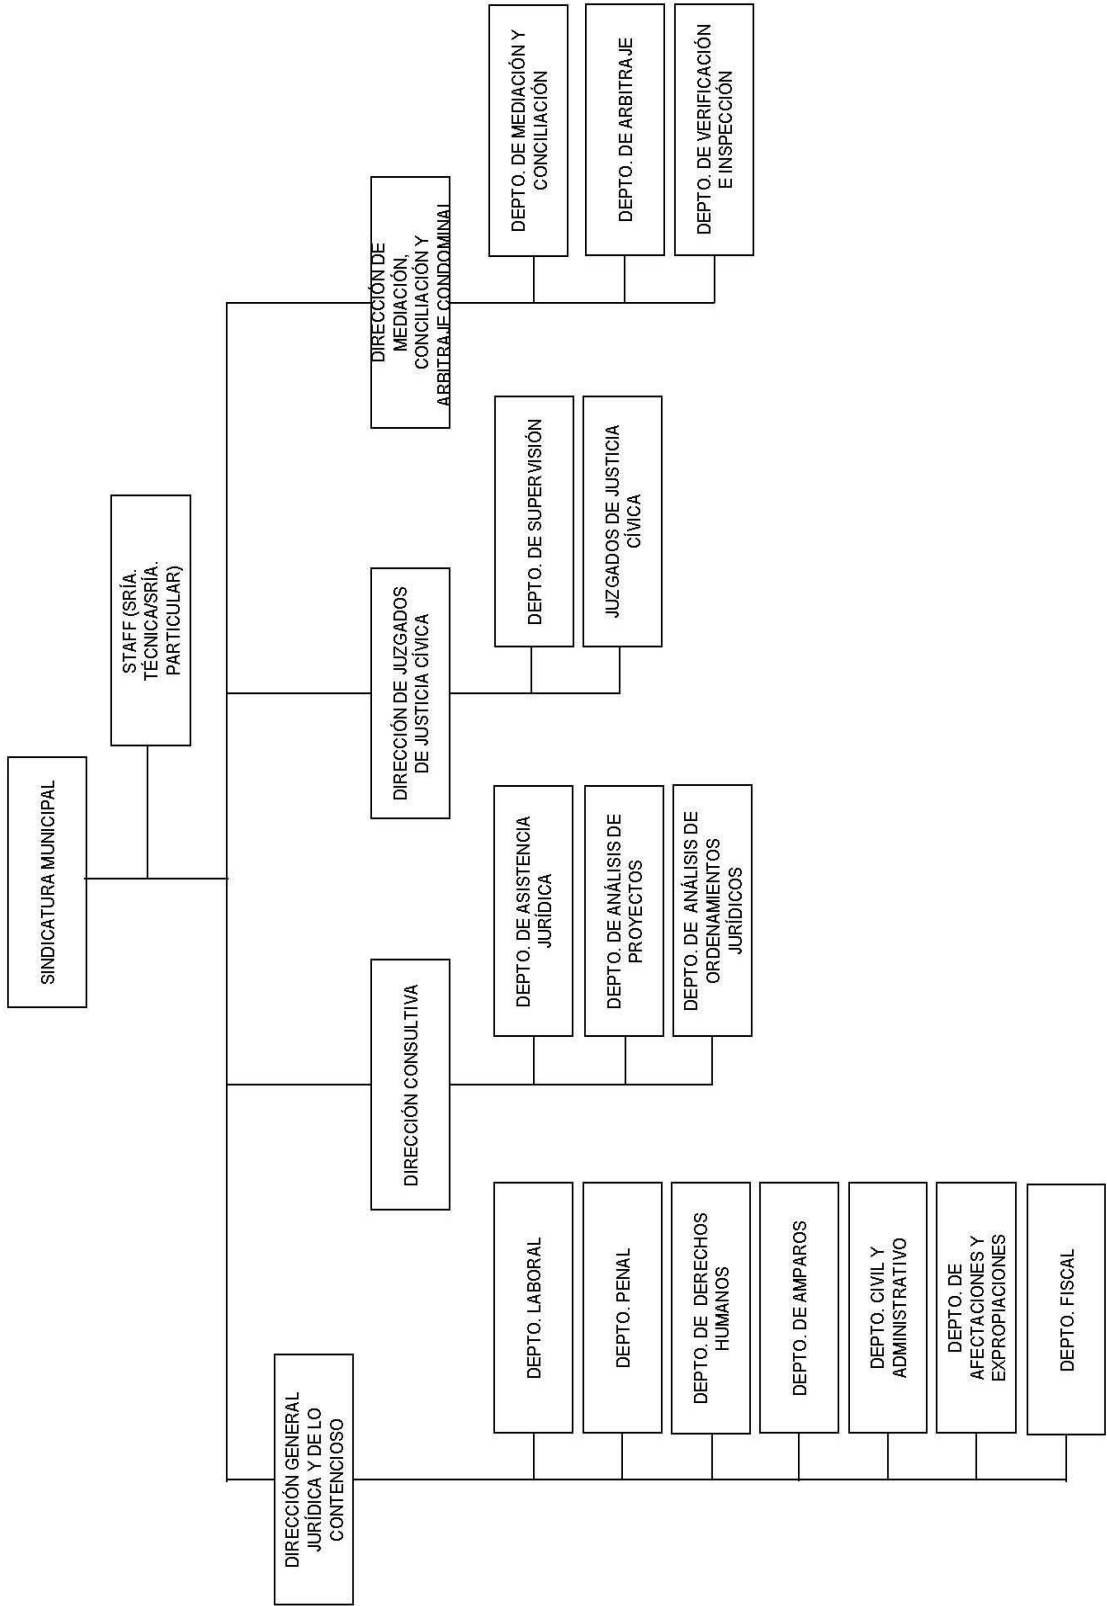 SINDICATURA MUNICIPAL
STAFF (SRÍA.
TÉCNICA/SRÍA.
PARTICULAR)
DIRECCIÓN GENERAL
JURÍDICA Y DE LO
CONTENCIOSO
DEPTO. LABORAL
DEPTO. PENAL
DEPTO. DE DERECHOS
HUMANOS
DEPTO. DE AMPAROS
DEPTO. CIVIL Y
ADMINISTRATIVO
DEPTO. DE
AFECTACIONES Y
EXPROPIACIONES
DEPTO. FISCAL
DIRECCIÓN CONSULTIVA
DEPTO. DE ASISTENCIA
JURÍDICA
DEPTO. DE ANÁLISIS DE
PROYECTOS
DEPTO. DE ANÁLISIS DE
ORDENAMIENTOS
JURÍDICOS
DIRECCIÓN DE JUZGADOS
DE JUSTICIA CÍVICA
DEPTO. DE SUPERVISIÓN
JUZGADOS DE JUSTICIA
CÍVICA
DIRECCIÓN DE
MEDIACIÓN,
CONCILIACIÓN Y
ARBITRAJE CONDOMINAL
DEPTO. DE MEDIACIÓN Y
CONCILIACIÓN
DEPTO. DE ARBITRAJE
DEPTO. DE VERIFICACIÓN
E INSPECCIÓN